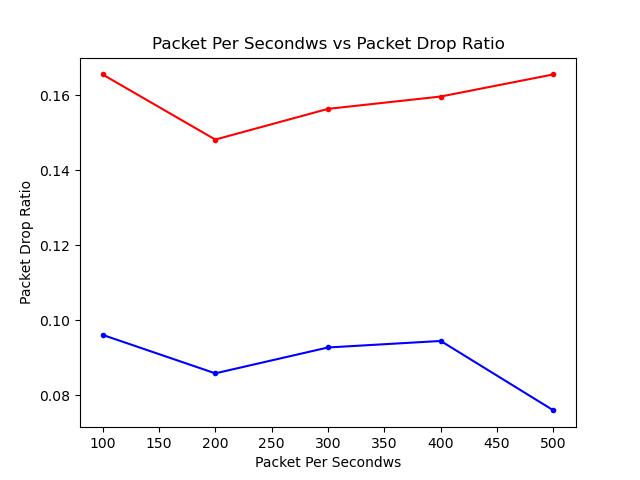 Packet Per Secondws vs Packet Drop Ratio
Packet Drop Ratio
0.16
0.14
0.12
0.10
0.08
100 150 200 250 300 350 400 450 500
Packet Per Secondws